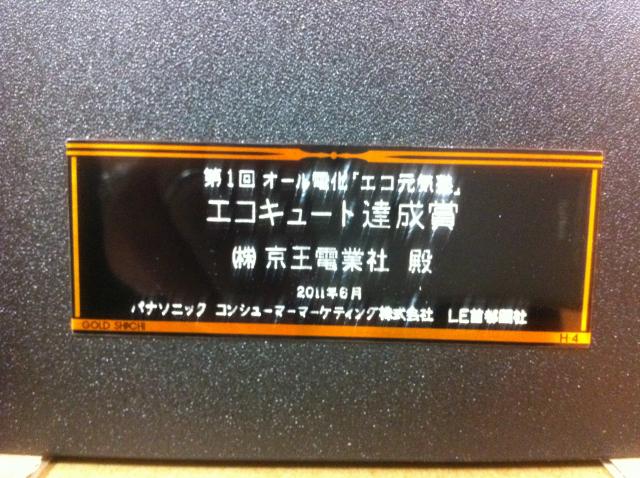 第1回 オール電化「エコ元気」
エコキュート達成賞
㈱京王電業社 殿
2011年6月
パナソニック コンシューマーマーケティング株式会社 LE首都圏社
GOLD SHACHI
H-4